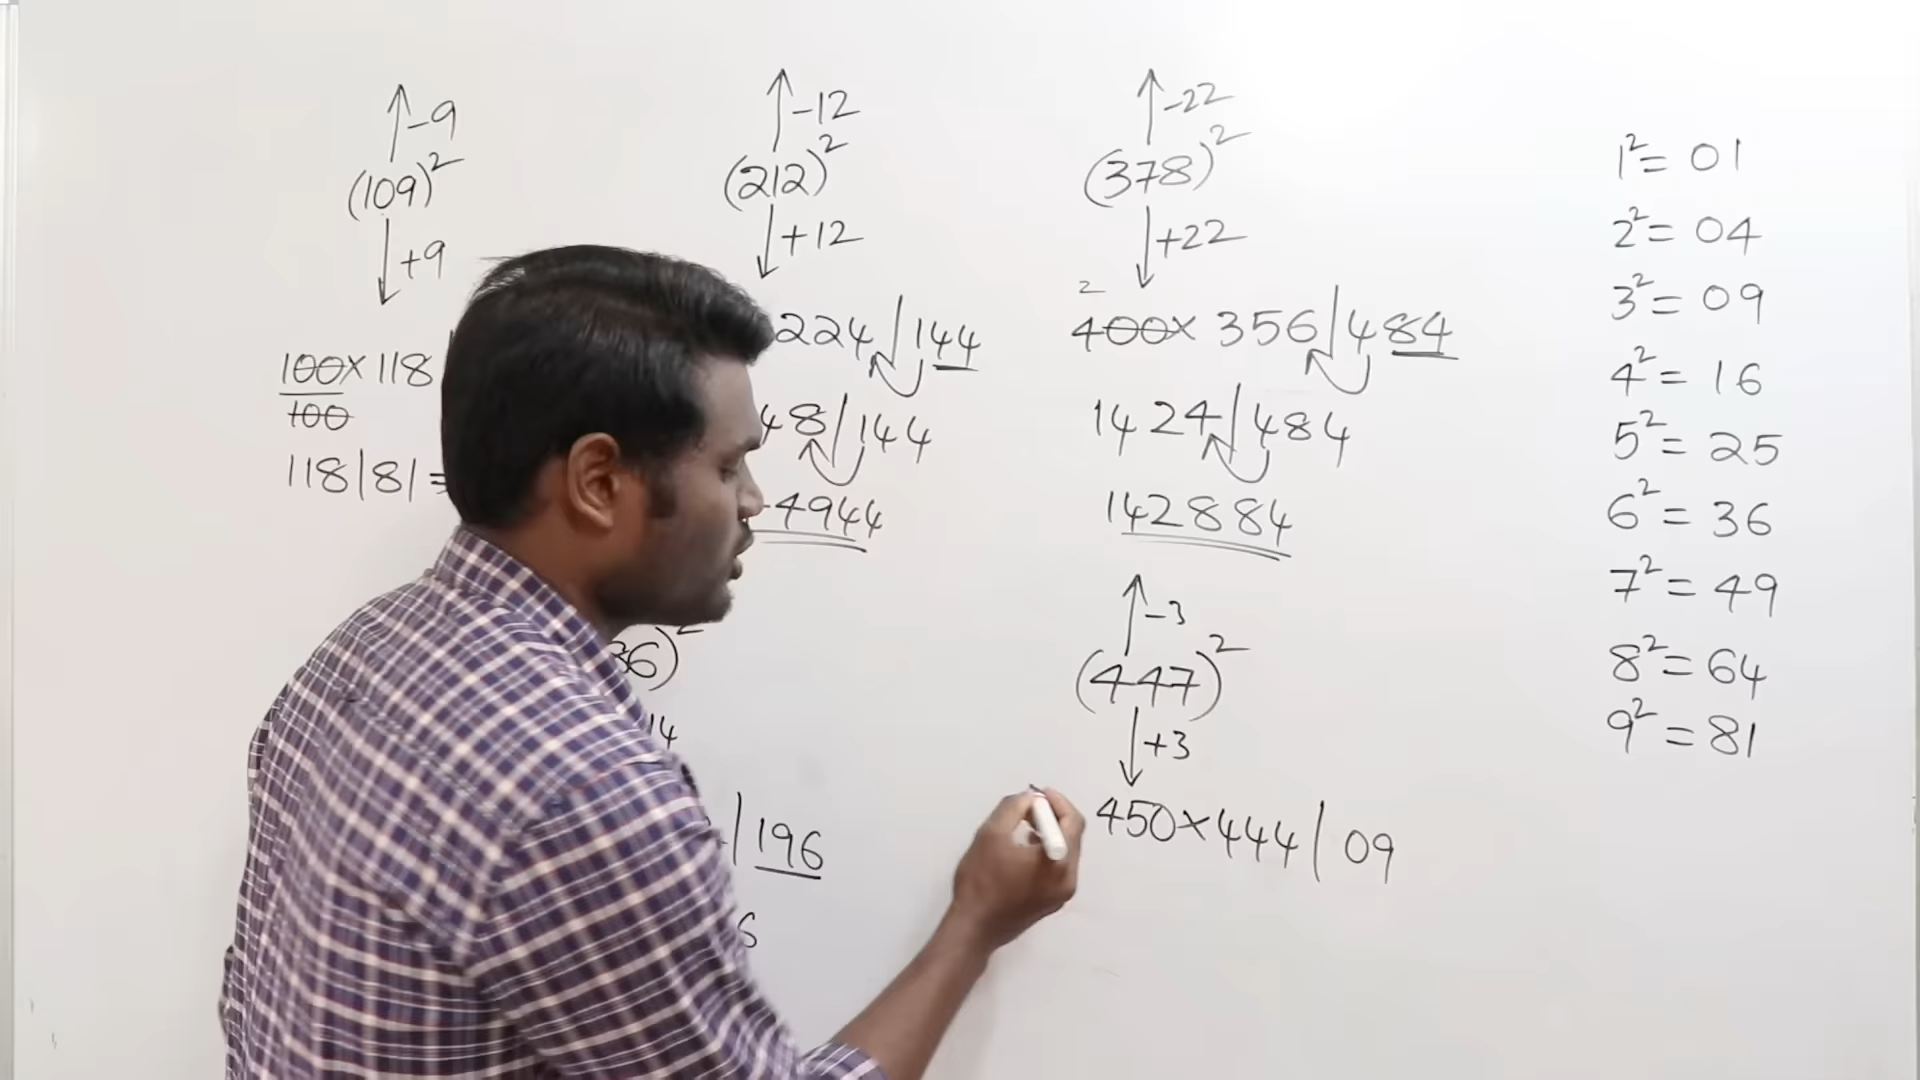 -9
(109)²
+9
100 × 118
100
118 | 81 =
-12
(212)²
+12
224 | 144
48 | 144
4944
36)²
14
| 196
6
-22
(378)²
+22
2
400 × 356 | 484
1424 | 484
142884
-3
(447)²
+3
450 × 444 | 09
1² = 01
2² = 04
3² = 09
4² = 16
5² = 25
6² = 36
7² = 49
8² = 64
9² = 81